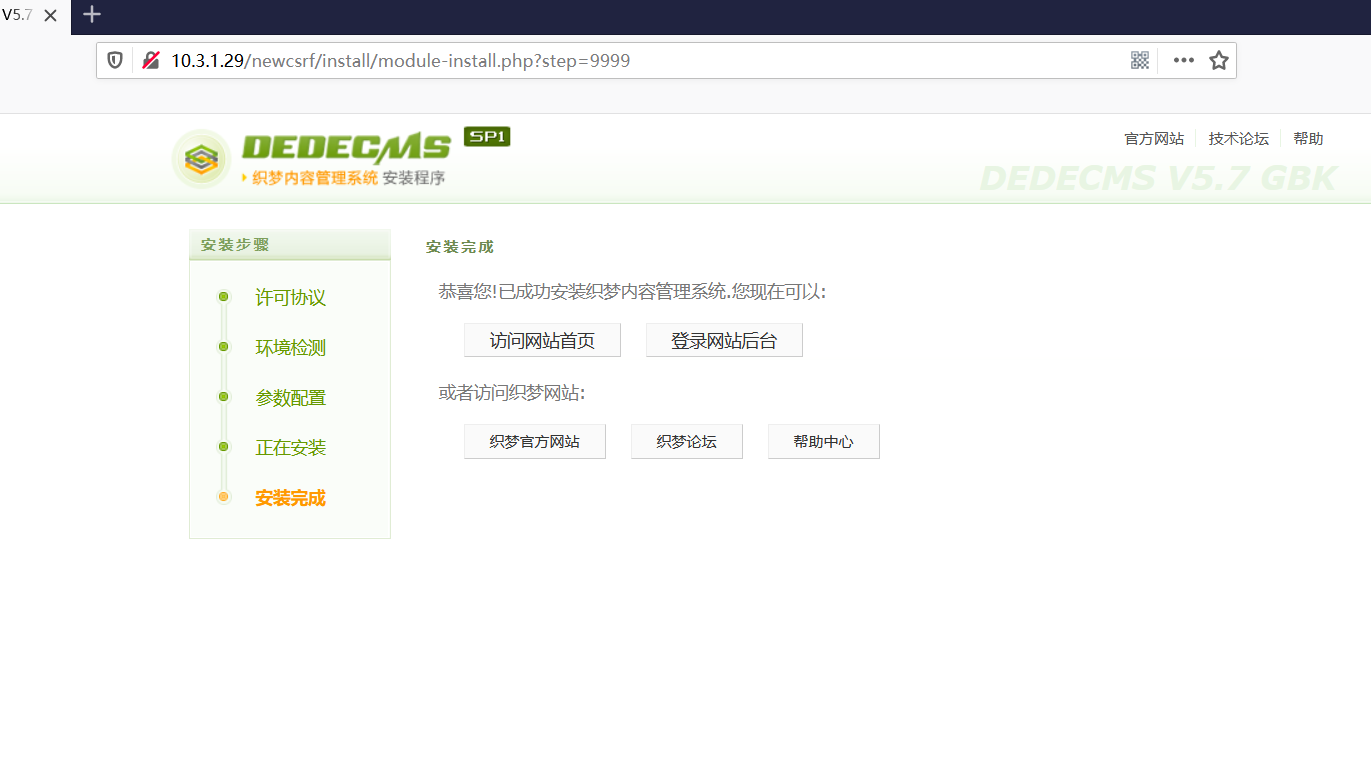 V5.7
10.3.1.29/newcsrf/install/module-install.php?step=9999
DEDECMS SP1
织梦内容管理系统 安装程序
官方网站 技术论坛 帮助
DEDECMS V5.7 GBK
安装步骤
许可协议
环境检测
参数配置
正在安装
安装完成
安装完成
恭喜您!已成功安装织梦内容管理系统.您现在可以:
访问网站首页 登录网站后台
或者访问织梦网站:
织梦官方网站 织梦论坛 帮助中心